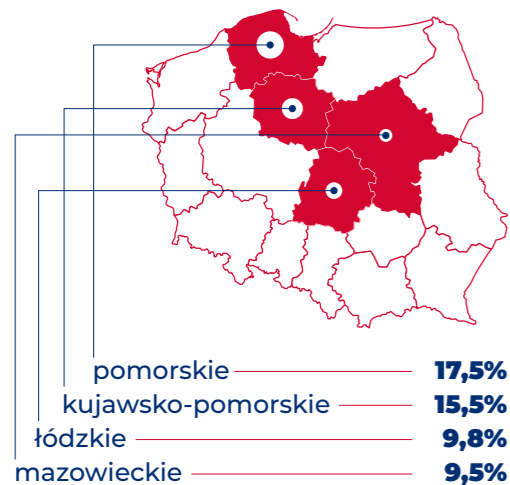 pomorskie 17,5%
kujawsko-pomorskie 15,5%
łódzkie 9,8%
mazowieckie 9,5%